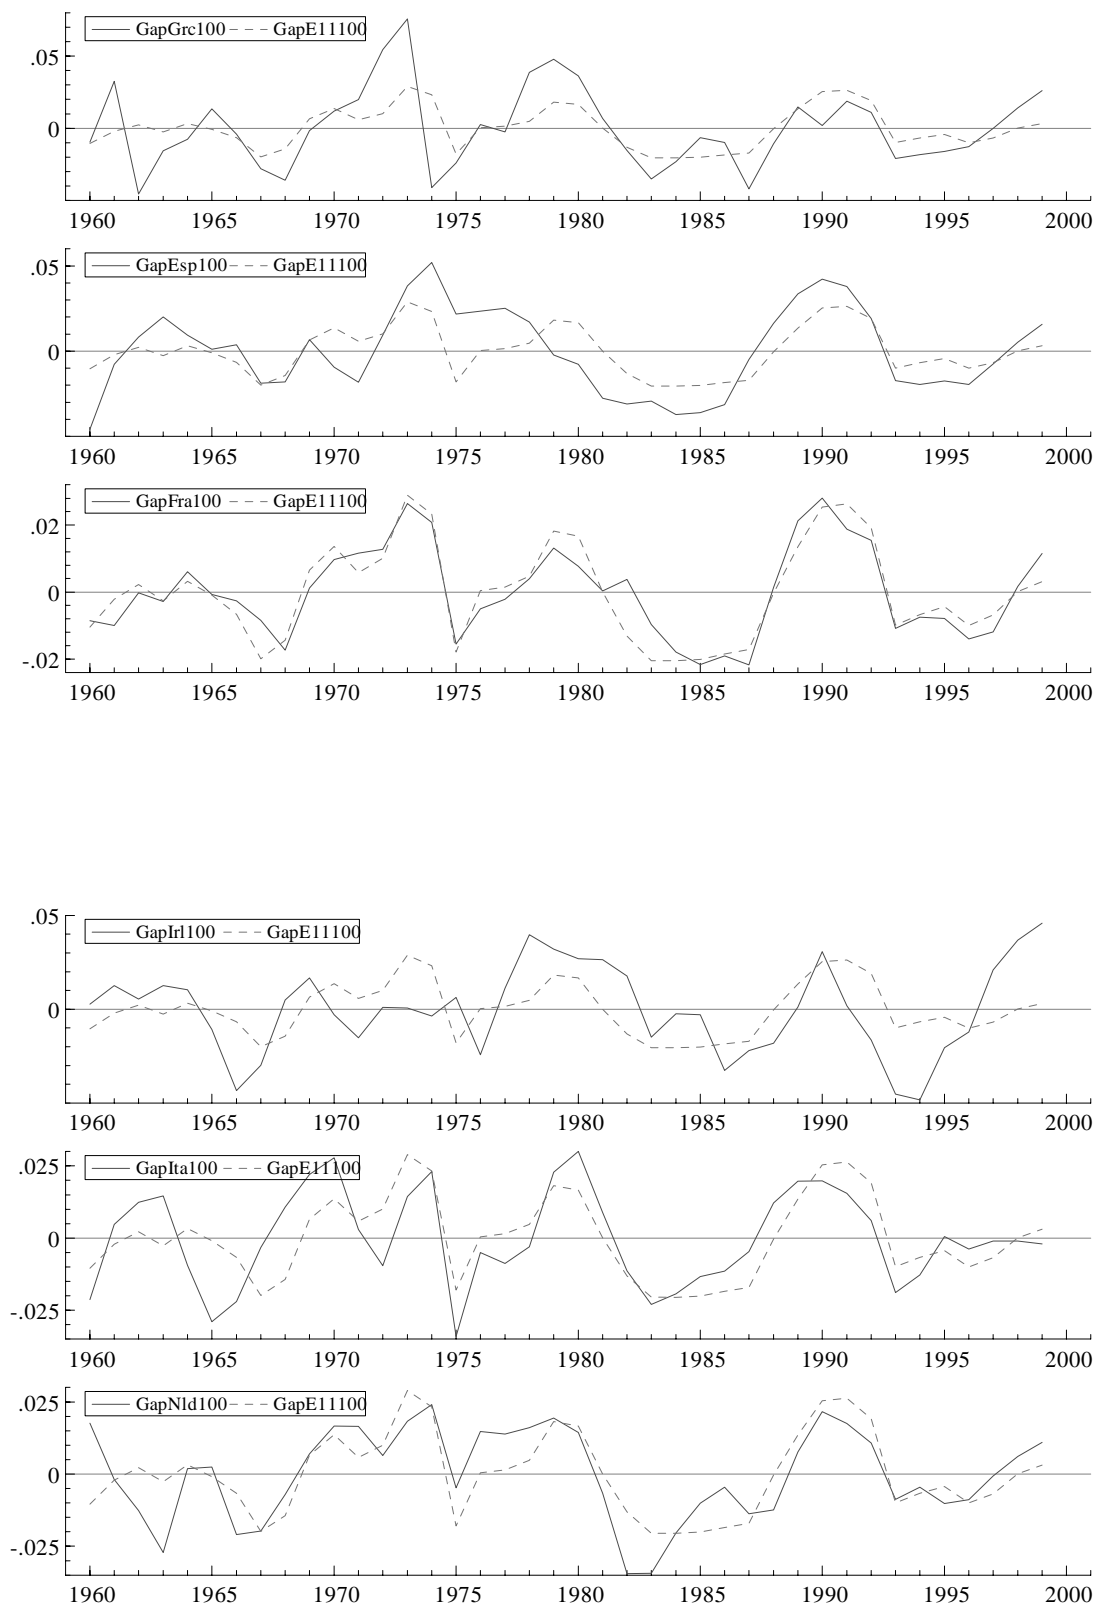 GapGrc100 GapE11100
.05
0
1960 1965 1970 1975 1980 1985 1990 1995 2000
GapEsp100 GapE11100
.05
0
1960 1965 1970 1975 1980 1985 1990 1995 2000
GapFra100 GapE11100
.02
0
-.02
1960 1965 1970 1975 1980 1985 1990 1995 2000
.05
GapIrl100 GapE11100
0
1960 1965 1970 1975 1980 1985 1990 1995 2000
.025
GapIta100 GapE11100
0
-.025
1960 1965 1970 1975 1980 1985 1990 1995 2000
.025
GapNld100 GapE11100
0
-.025
1960 1965 1970 1975 1980 1985 1990 1995 2000